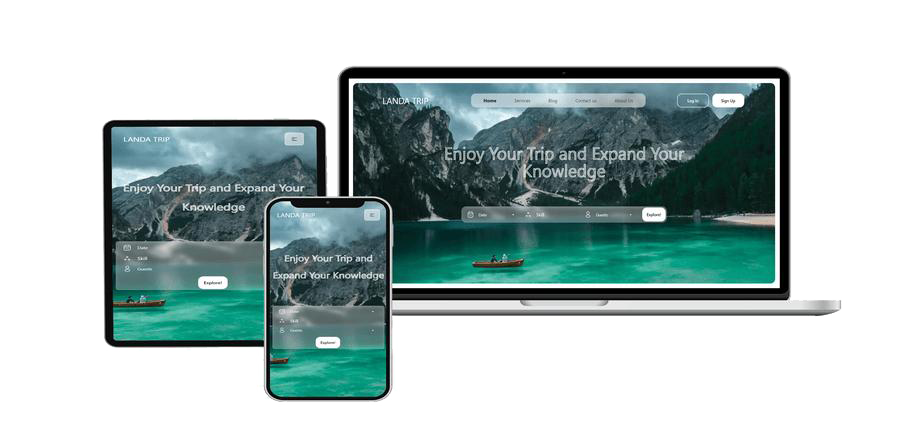 LANDA TRIP
Enjoy Your Trip and Expand Your
Knowledge
Date
Skill
Guests
Explore!
LANDA TRIP
Enjoy Your Trip and
Expand Your Knowledge
Date
Skill
Guests
Explore!
LANDA TRIP
Home Services Blog Contact us About Us
Log In Sign Up
Enjoy Your Trip and Expand Your
Knowledge
Date Skill Guests Explore!